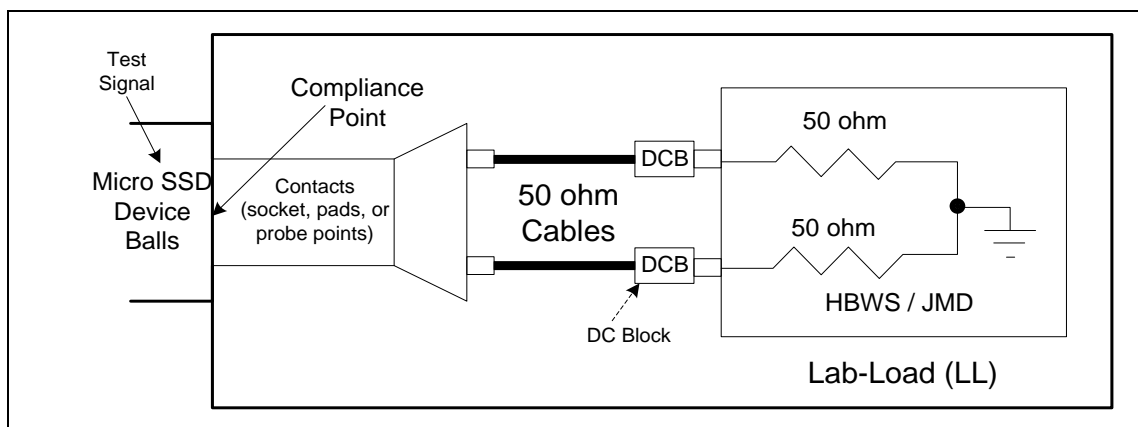 Test
Signal
Compliance
Point
Micro SSD
Device
Balls
Contacts
(socket, pads, or
probe points)
50 ohm
Cables
DCB
DCB
DC Block
50 ohm
50 ohm
HBWS / JMD
Lab-Load (LL)